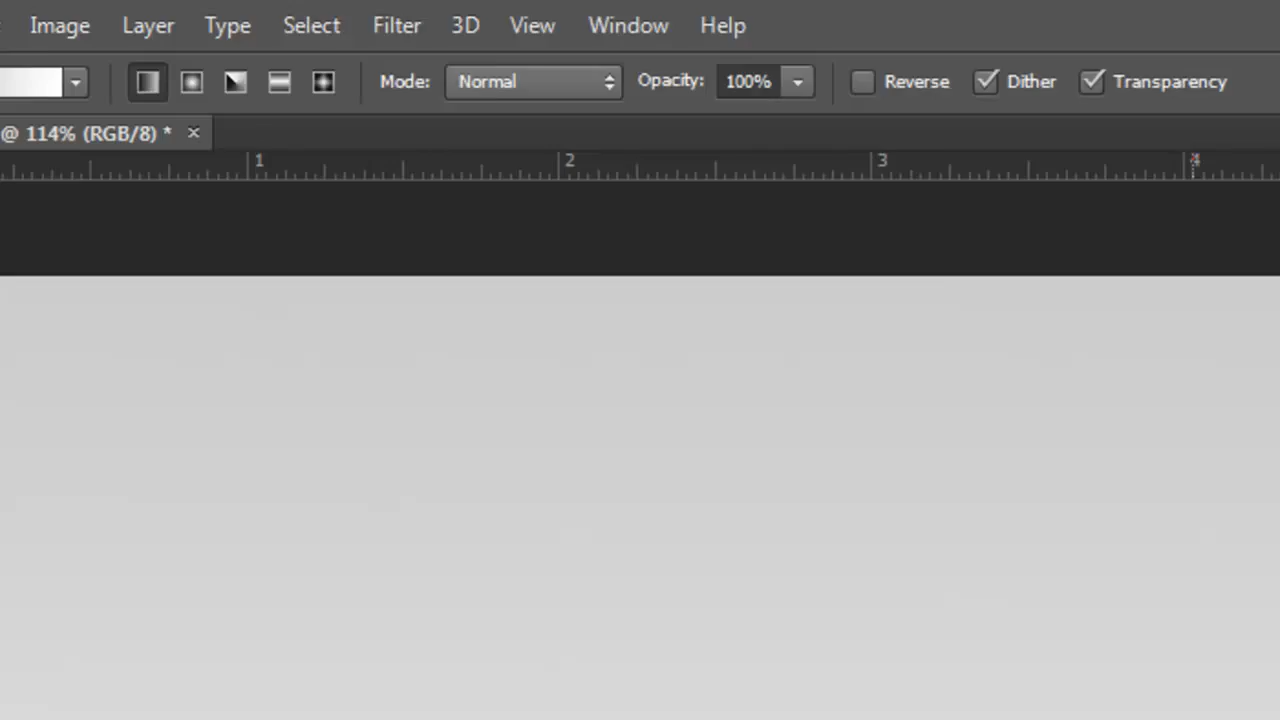 Image Layer Type Select Filter 3D View Window Help
Mode: Normal Opacity: 100% Reverse Dither Transparency
@ 114% (RGB/8) * ×
1 2 3 4